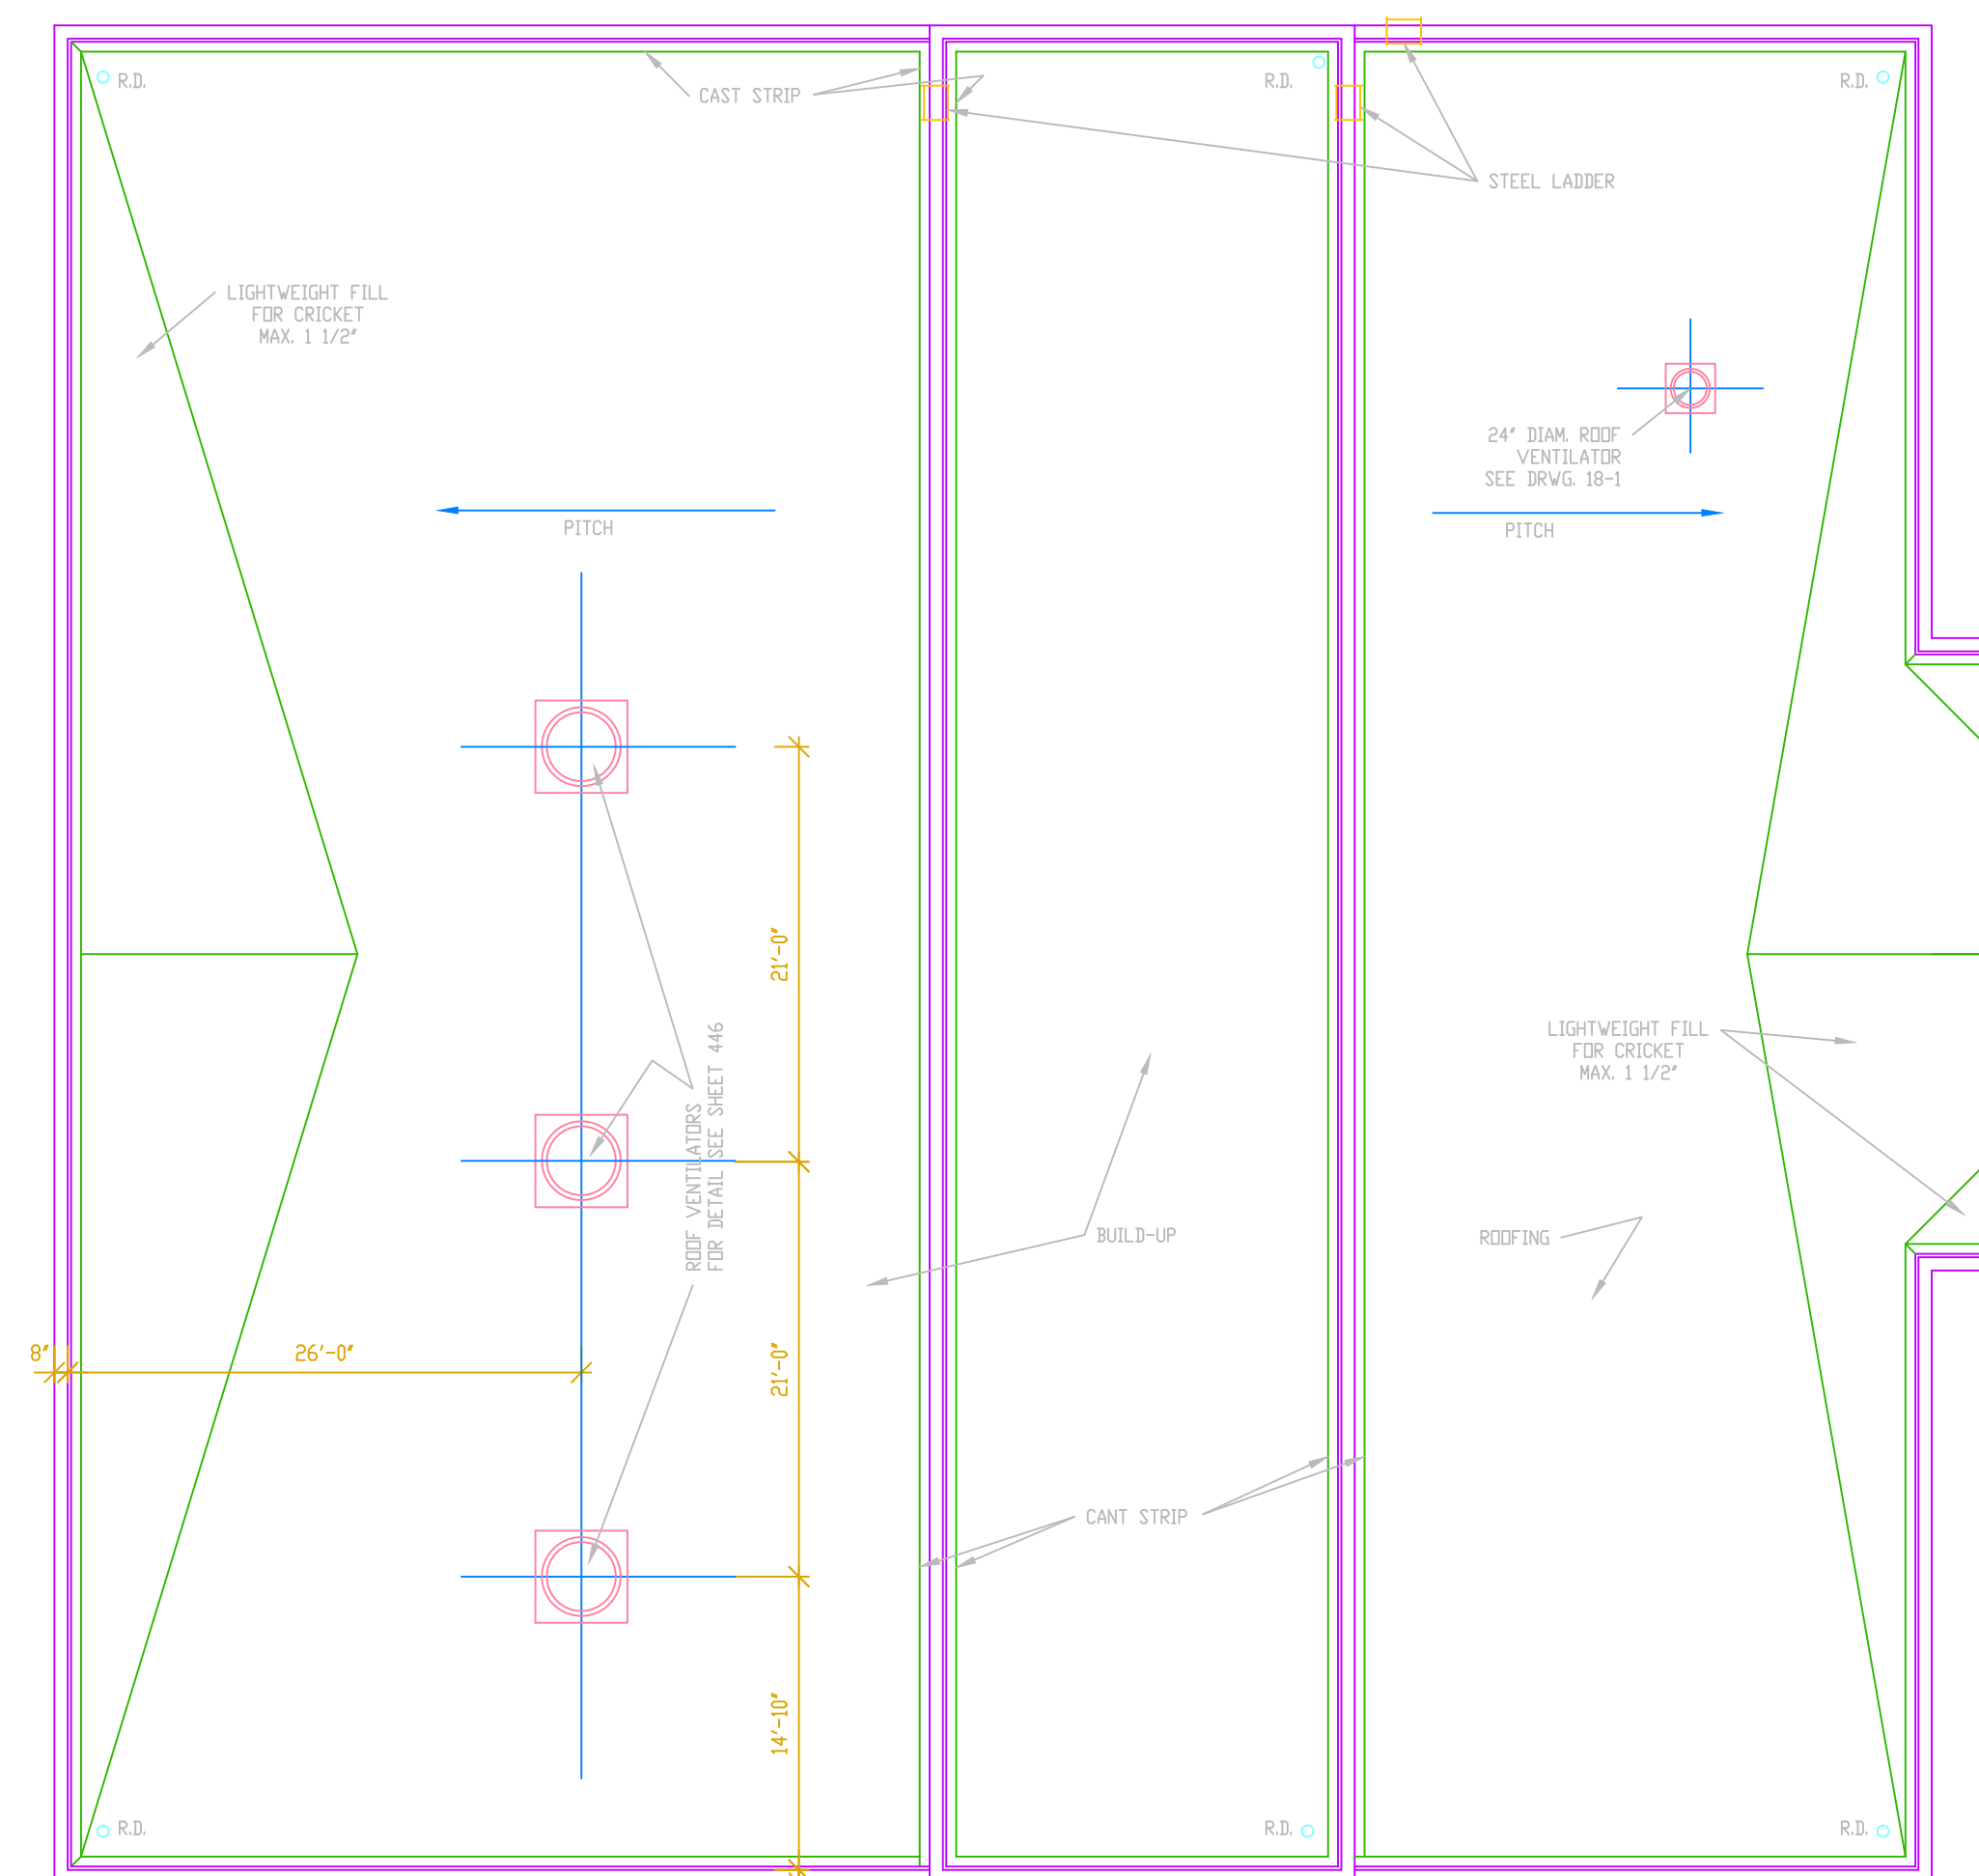 R.D.
CAST STRIP
R.D.
R.D.
STEEL LADDER
LIGHTWEIGHT FILL
FOR CRICKET
MAX. 1 1/2"
24" DIAM. ROOF
VENTILATOR
SEE DRWG. 18-1
PITCH
PITCH
21'-0"
ROOF VENTILATORS
FOR DETAIL SEE SHEET 446
LIGHTWEIGHT FILL
FOR CRICKET
MAX. 1 1/2"
BUILD-UP
ROOFING
8"
26'-0"
21'-0"
CANT STRIP
14'-10"
R.D.
R.D.
R.D.